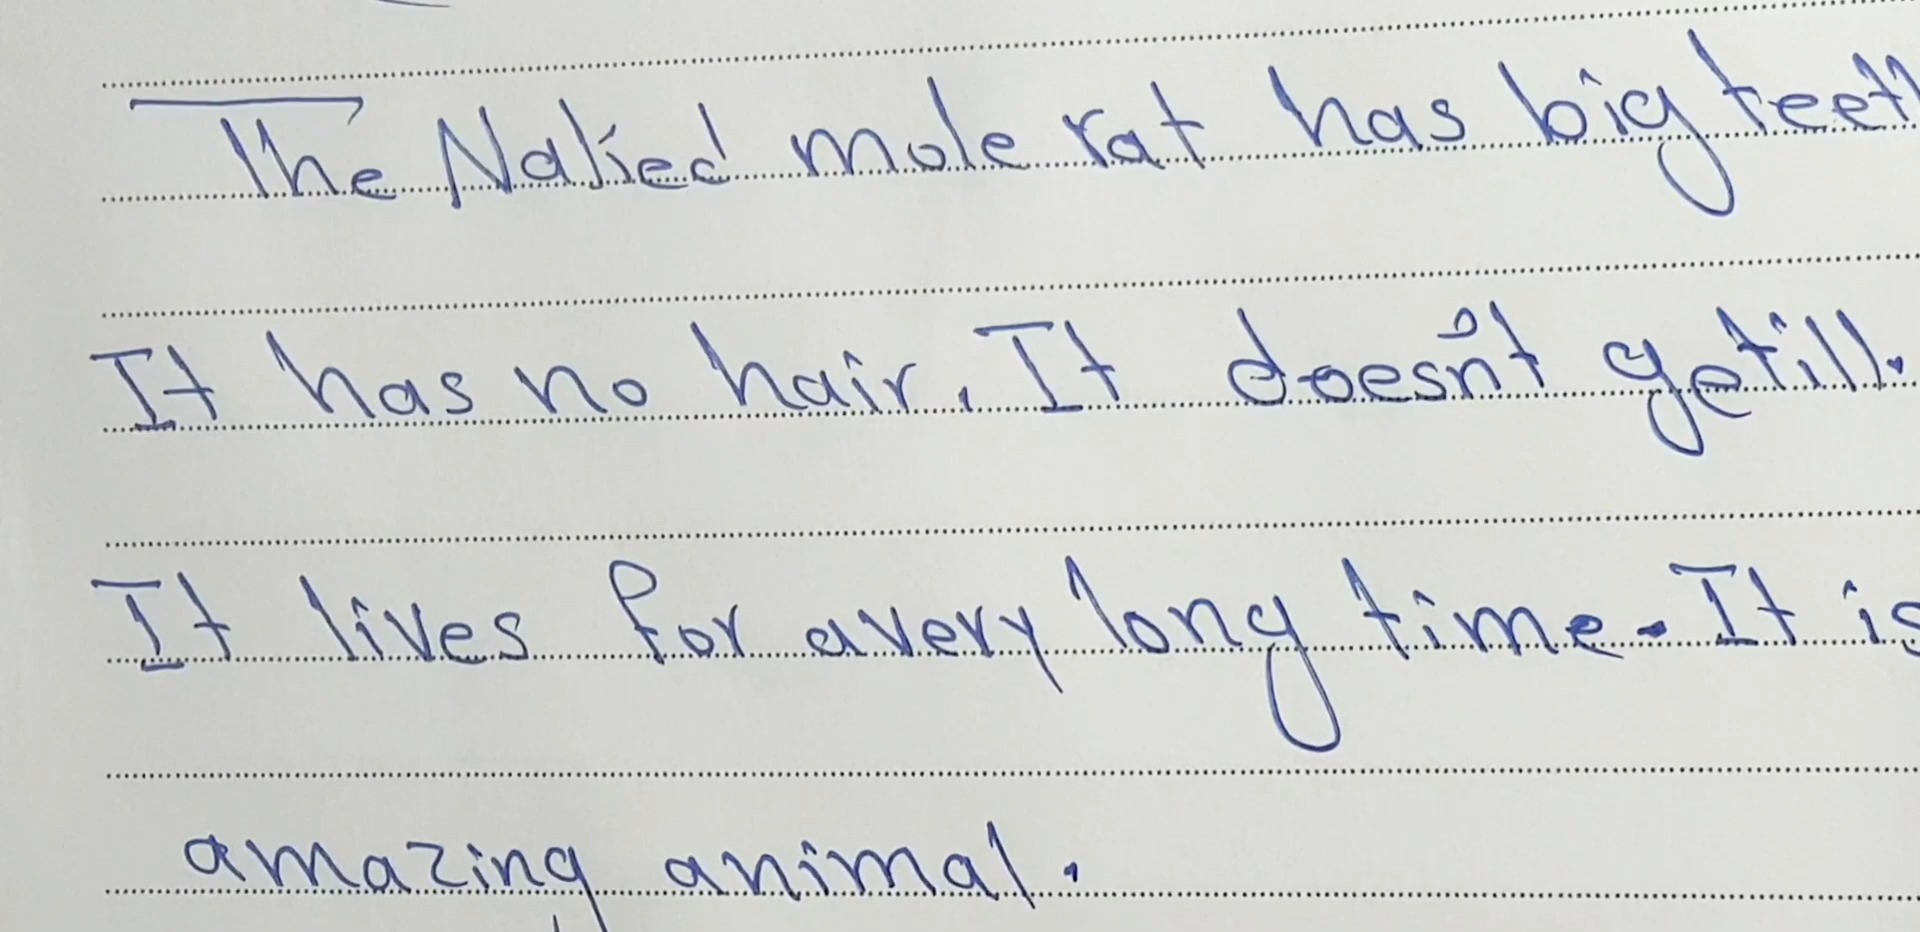 The Naked mole rat has big teeth
It has no hair. It doesn't get ill.
It lives for a very long time. It is
amazing animal.